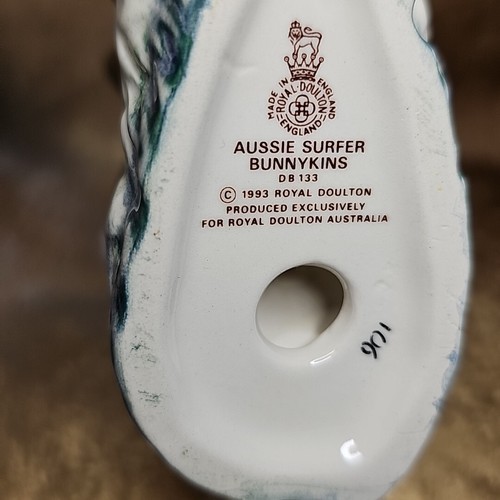 MADE IN ENGLAND
ROYAL·DOULTON
ENGLAND
AUSSIE SURFER
BUNNYKINS
DB 133
© 1993 ROYAL DOULTON
PRODUCED EXCLUSIVELY
FOR ROYAL DOULTON AUSTRALIA